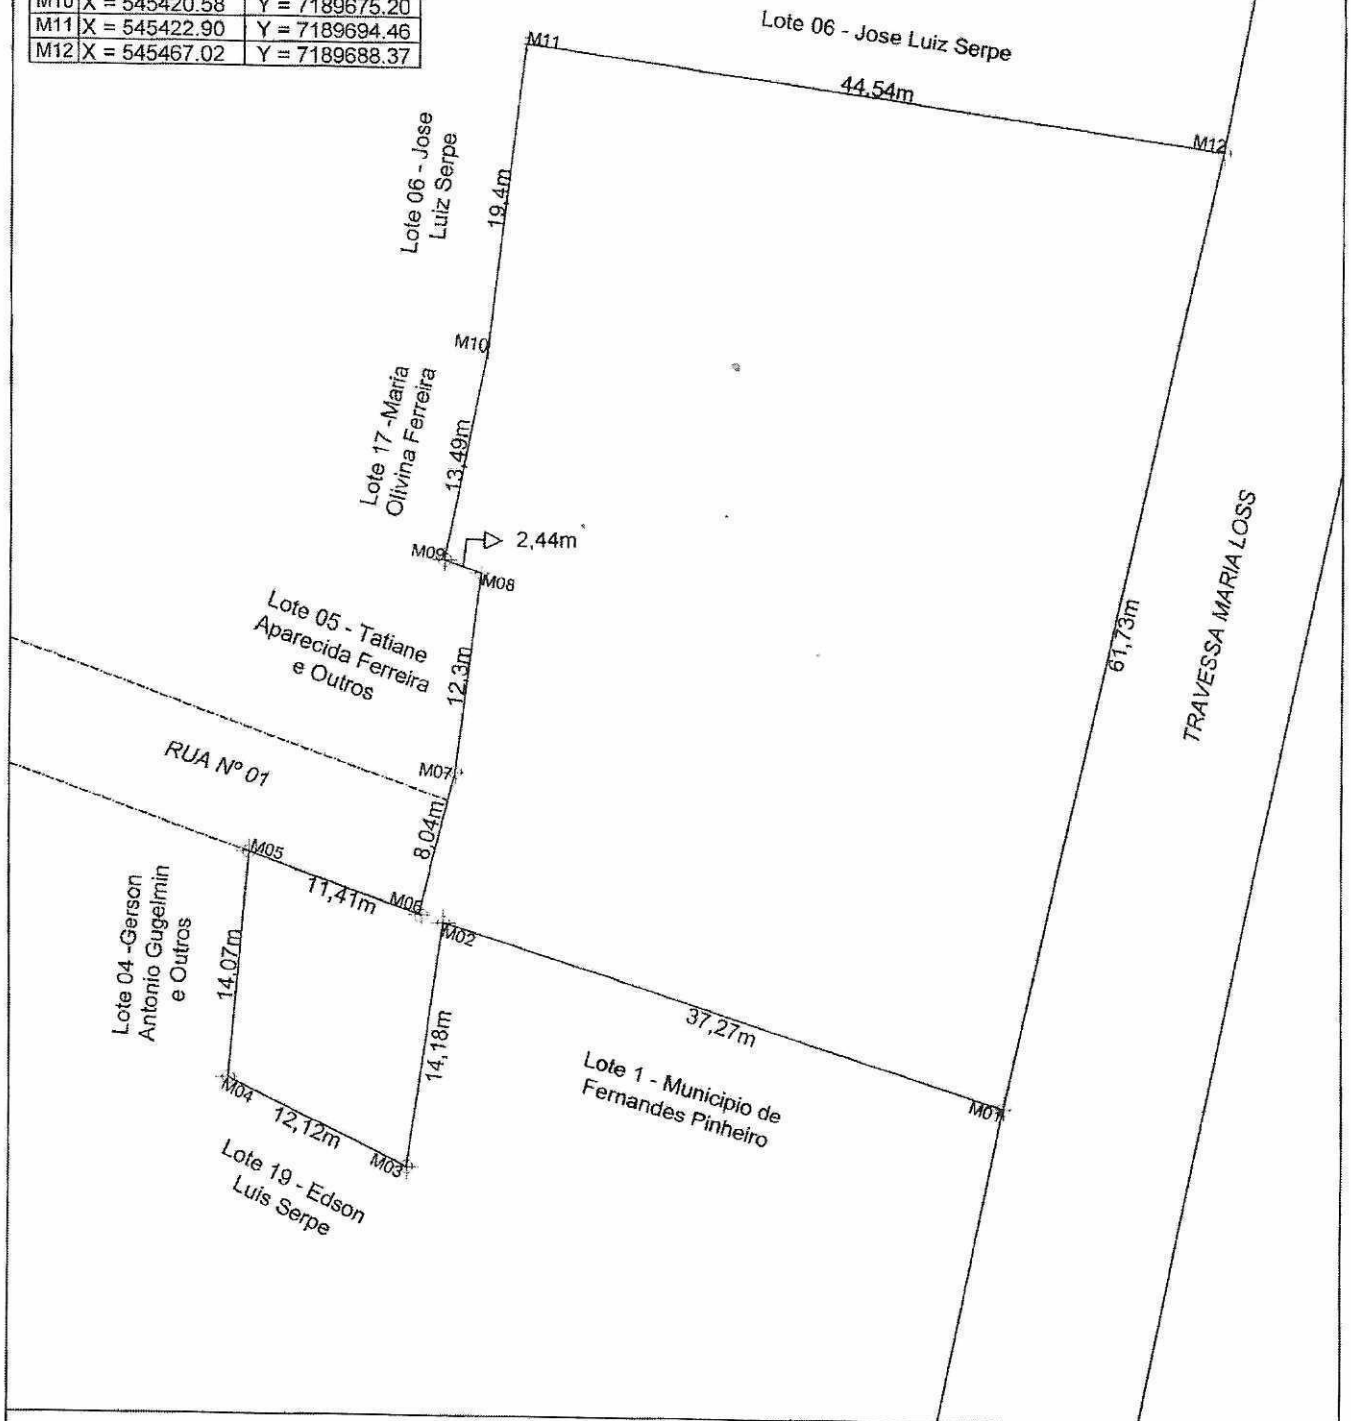 M10 X = 545420.58 Y = 7189675.20
M11 X = 545422.90 Y = 7189694.46
M12 X = 545467.02 Y = 7189688.37
Lote 06 - Jose Luiz Serpe
M11
44,54m
M12
Lote 06 - Jose
Luiz Serpe
19,4m
M10
Lote 17 -Maria
Olivina Ferreira
13,49m
M09
2,44m
M08
Lote 05 - Tatiane
Aparecida Ferreira
e Outros
12,3m
61,73m
TRAVESSA MARIA LOSS
RUA Nº 01
M07
8,04m
M05
11,41m
M06
M02
Lote 04 -Gerson
Antonio Gugelmin
e Outros
14,07m
14,18m
37,27m
Lote 1 - Municipio de
Fernandes Pinheiro
M01
M04
12,12m
M03
Lote 19 - Edson
Luis Serpe